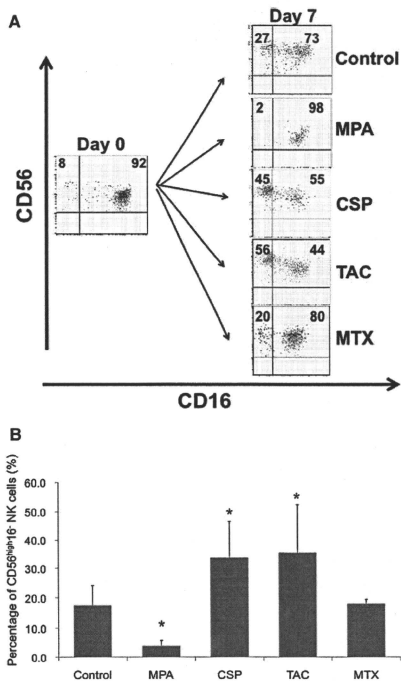 A
Day 7
CD56
Day 0
8 92
27 73
Control
2 98
MPA
45 55
CSP
56 44
TAC
20 80
MTX
CD16
B
Percentage of CD56ʰⁱᵍʰ16⁻ NK cells (%)
60.0
50.0
40.0
30.0
20.0
10.0
0.0
*
*
*
Control MPA CSP TAC MTX